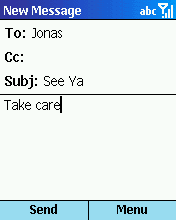 New Message abc
To: Jonas
Cc:
Subj: See Ya
Take care
Send Menu